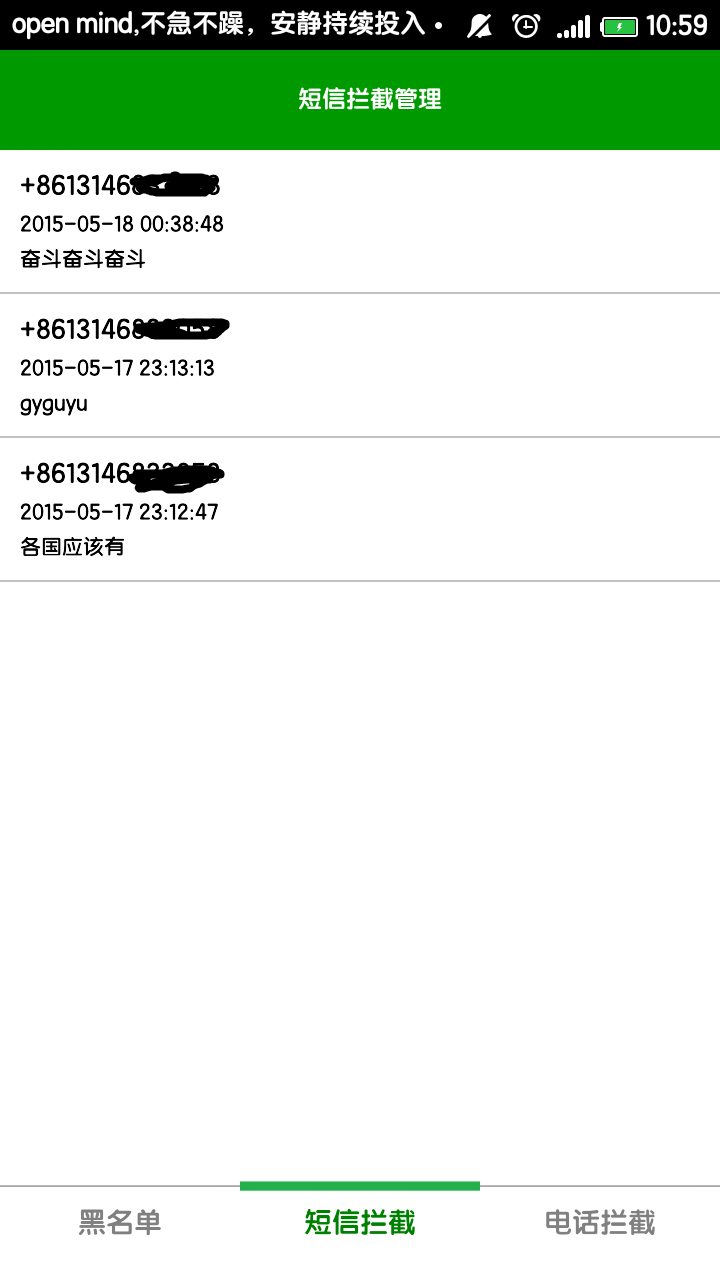 open mind,不急不躁，安静持续投入 • 10:59
短信拦截管理
+8613146
2015-05-18 00:38:48
奋斗奋斗奋斗
+8613146
2015-05-17 23:13:13
gyguyu
+8613146
2015-05-17 23:12:47
各国应该有
黑名单
短信拦截
电话拦截